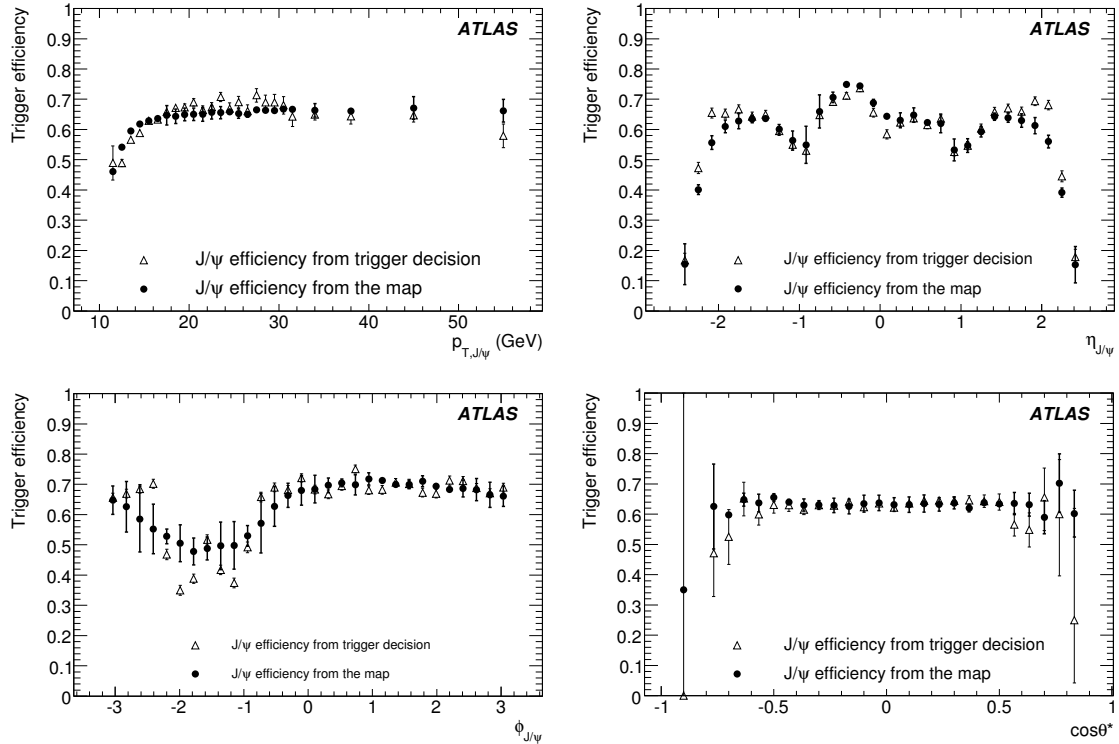 Trigger efficiency
ATLAS
1
0.9
0.8
0.7
0.6
0.5
0.4
0.3
0.2
0.1
0
J/ψ efficiency from trigger decision
J/ψ efficiency from the map
10 20 30 40 50
p_T,J/ψ (GeV)
Trigger efficiency
ATLAS
1
0.9
0.8
0.7
0.6
0.5
0.4
0.3
0.2
0.1
0
J/ψ efficiency from trigger decision
J/ψ efficiency from the map
-2 -1 0 1 2
η_J/ψ
Trigger efficiency
ATLAS
1
0.9
0.8
0.7
0.6
0.5
0.4
0.3
0.2
0.1
0
J/ψ efficiency from trigger decision
J/ψ efficiency from the map
-3 -2 -1 0 1 2 3
ϕ_J/ψ
Trigger efficiency
ATLAS
1
0.9
0.8
0.7
0.6
0.5
0.4
0.3
0.2
0.1
0
J/ψ efficiency from trigger decision
J/ψ efficiency from the map
-1 -0.5 0 0.5 1
cosθ*